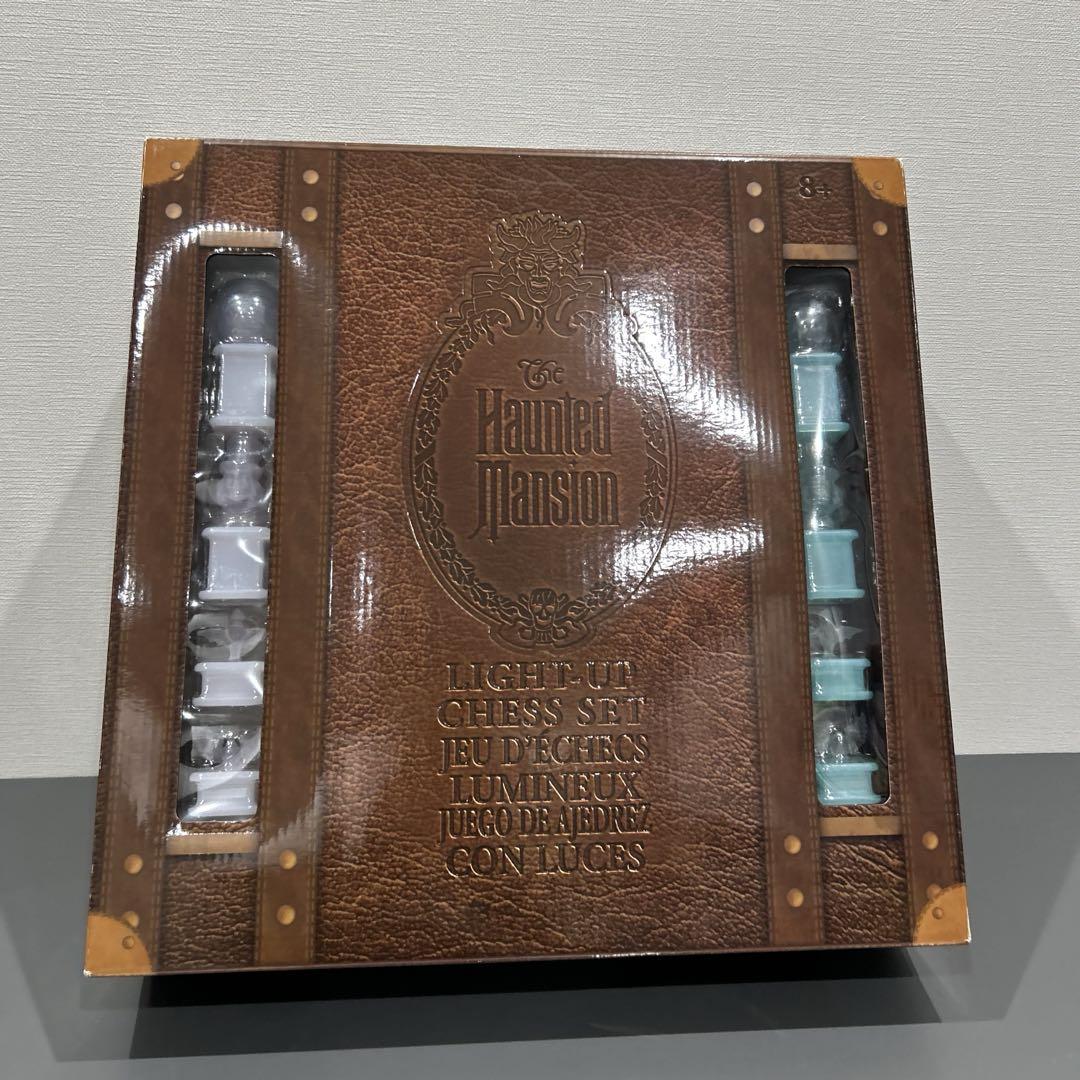 8+
The
Haunted
Mansion
LIGHT-UP
CHESS SET
JEU D'ÉCHECS
LUMINEUX
JUEGO DE AJEDREZ
CON LUCES